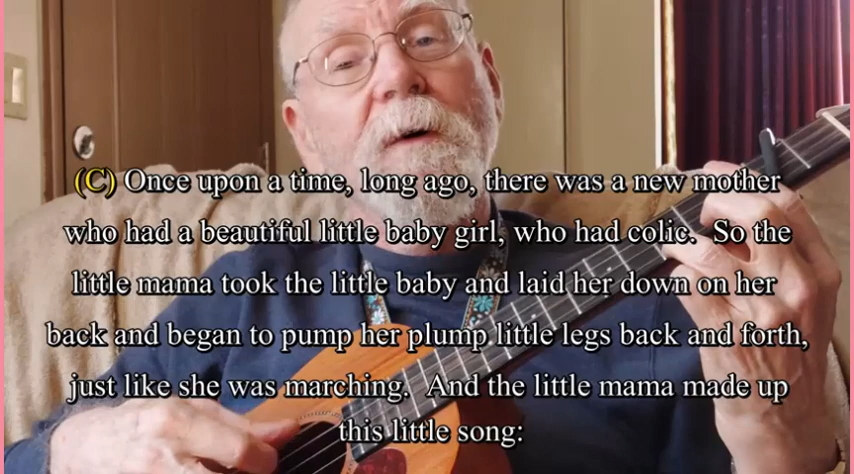 (C) Once upon a time, long ago, there was a new mother
who had a beautiful little baby girl, who had colic. So the
little mama took the little baby and laid her down on her
back and began to pump her plump little legs back and forth,
just like she was marching. And the little mama made up
this little song: